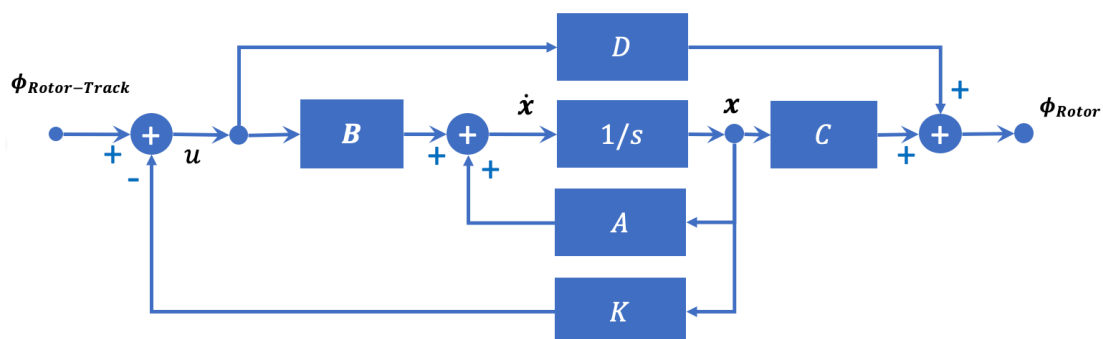 D
ϕRotor−Track
ẋ
x
+
ϕRotor
+
B
+
1/s
C
+
+
u
+
+
+
-
A
K